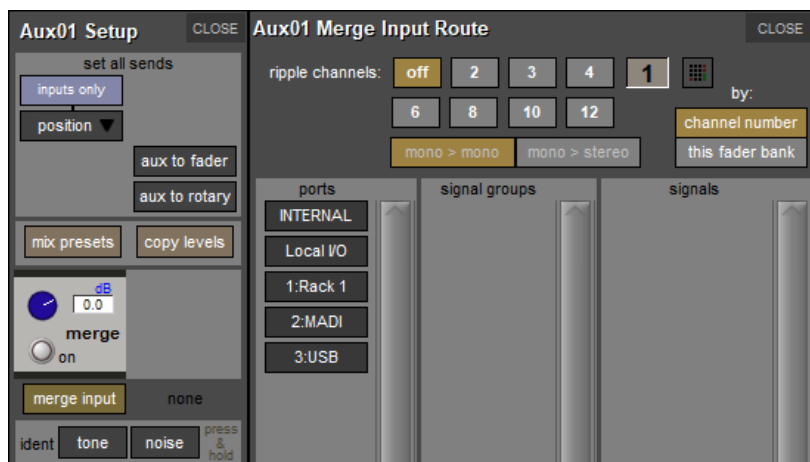 Aux01 Setup
CLOSE
set all sends
inputs only
position
aux to fader
aux to rotary
mix presets
copy levels
dB
0.0
merge
on
merge input
none
ident
tone
noise
press
&
hold
Aux01 Merge Input Route
CLOSE
ripple channels:
off
2
3
4
1
6
8
10
12
by:
channel number
this fader bank
mono > mono
mono > stereo
ports
INTERNAL
Local I/O
1:Rack 1
2:MADI
3:USB
signal groups
signals